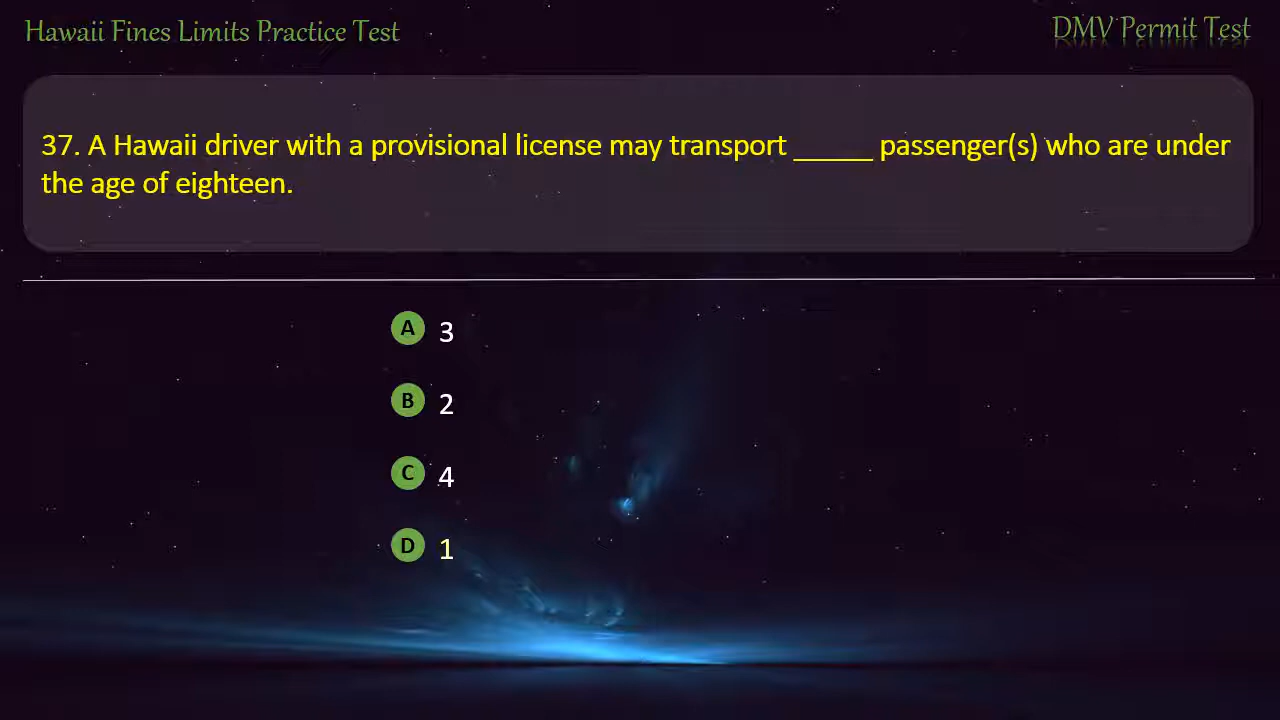 Hawaii Fines Limits Practice Test
DMV Permit Test
37. A Hawaii driver with a provisional license may transport _____ passenger(s) who are under
the age of eighteen.
A 3
B 2
C 4
D 1